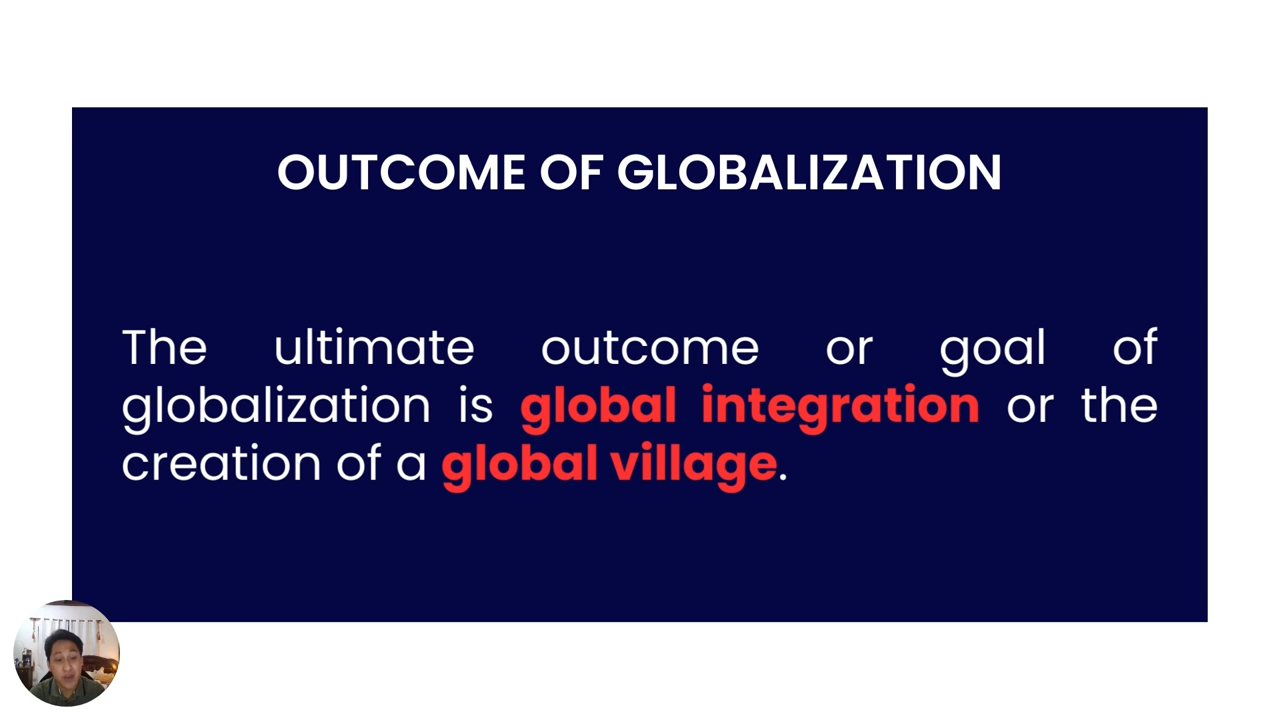 OUTCOME OF GLOBALIZATION
The ultimate outcome or goal of
globalization is global integration or the
creation of a global village.